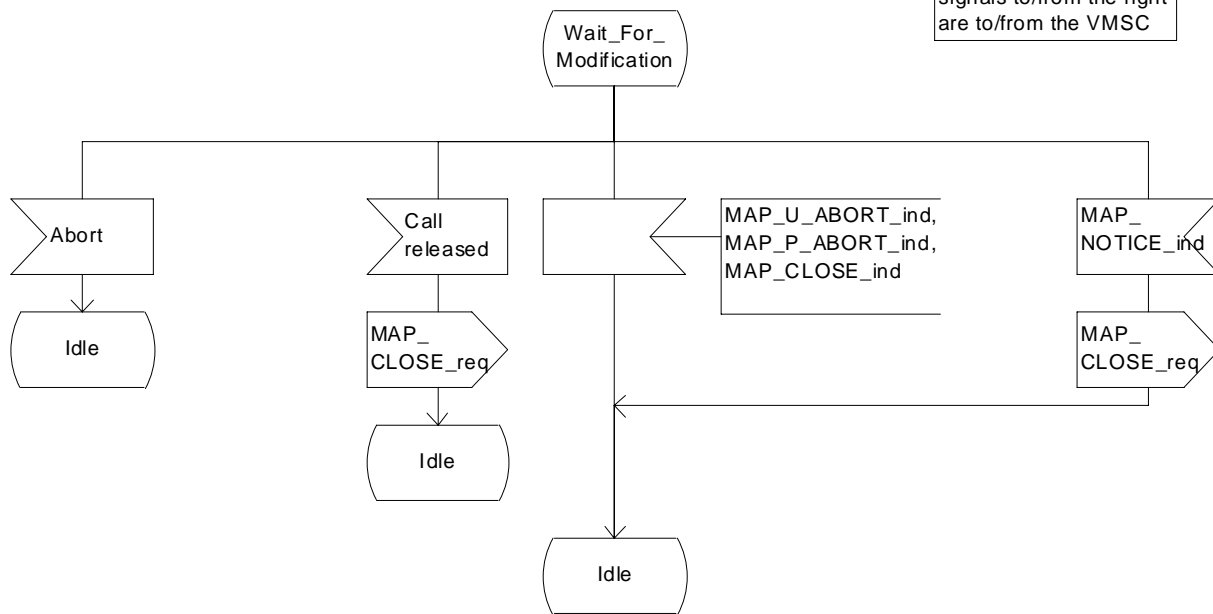 signals to/from the right
are to/from the VMSC
Wait_For_
Modification
Abort
Call
released
MAP_U_ABORT_ind,
MAP_P_ABORT_ind,
MAP_CLOSE_ind
MAP_
NOTICE_ind
Idle
MAP_
CLOSE_req
MAP_
CLOSE_req
Idle
Idle